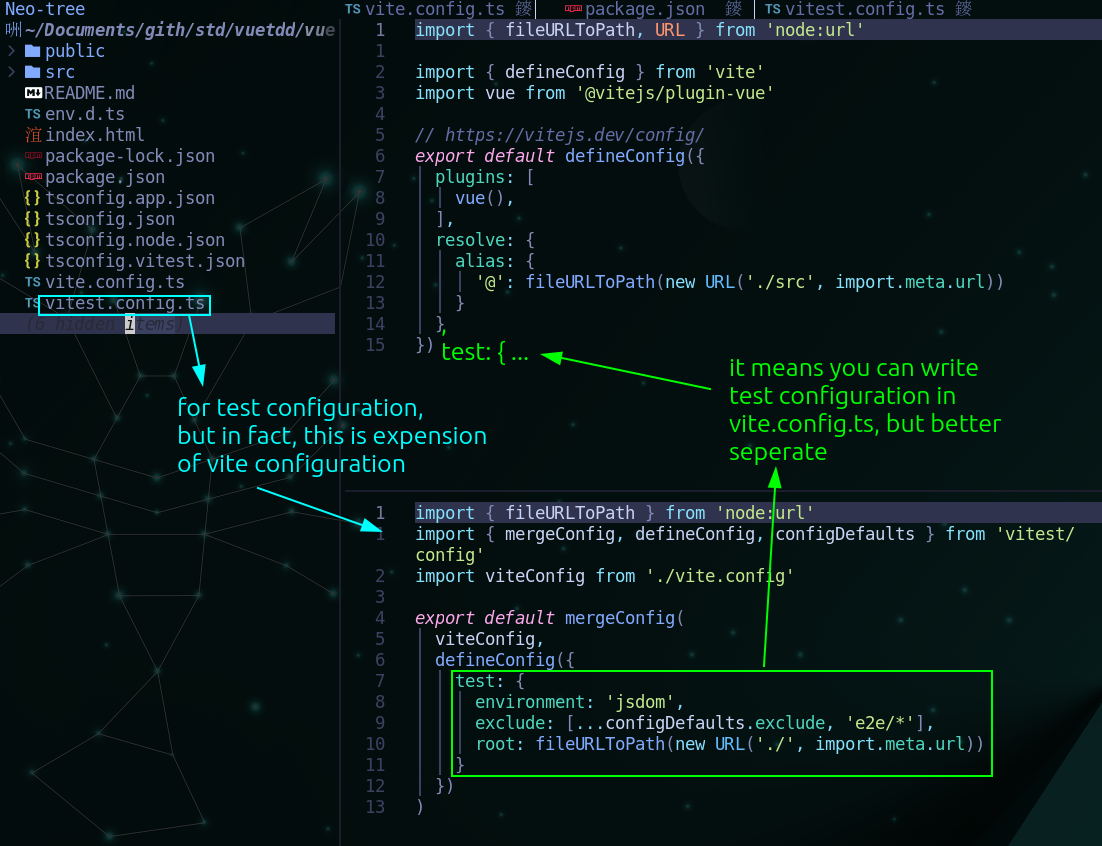 Neo-tree
~/Documents/gith/std/vuetdd/vue
public
src
README.md
TS env.d.ts
index.html
package-lock.json
package.json
{} tsconfig.app.json
{} tsconfig.json
{} tsconfig.node.json
{} tsconfig.vitest.json
TS vite.config.ts
TS vitest.config.ts
(6 hidden items)
for test configuration,
but in fact, this is expension
of vite configuration
TS vite.config.ts package.json TS vitest.config.ts
1 import { fileURLToPath, URL } from 'node:url'
1
2 import { defineConfig } from 'vite'
3 import vue from '@vitejs/plugin-vue'
4
5 // https://vitejs.dev/config/
6 export default defineConfig({
7 plugins: [
8 vue(),
9 ],
10 resolve: {
11 alias: {
12 '@': fileURLToPath(new URL('./src', import.meta.url))
13 }
14 },
15 })
test: { ...
it means you can write
test configuration in
vite.config.ts, but better
seperate
1 import { fileURLToPath } from 'node:url'
1 import { mergeConfig, defineConfig, configDefaults } from 'vitest/
config'
2 import viteConfig from './vite.config'
3
4 export default mergeConfig(
5 viteConfig,
6 defineConfig({
7 test: {
8 environment: 'jsdom',
9 exclude: [...configDefaults.exclude, 'e2e/*'],
10 root: fileURLToPath(new URL('./', import.meta.url))
11 }
12 })
13 )